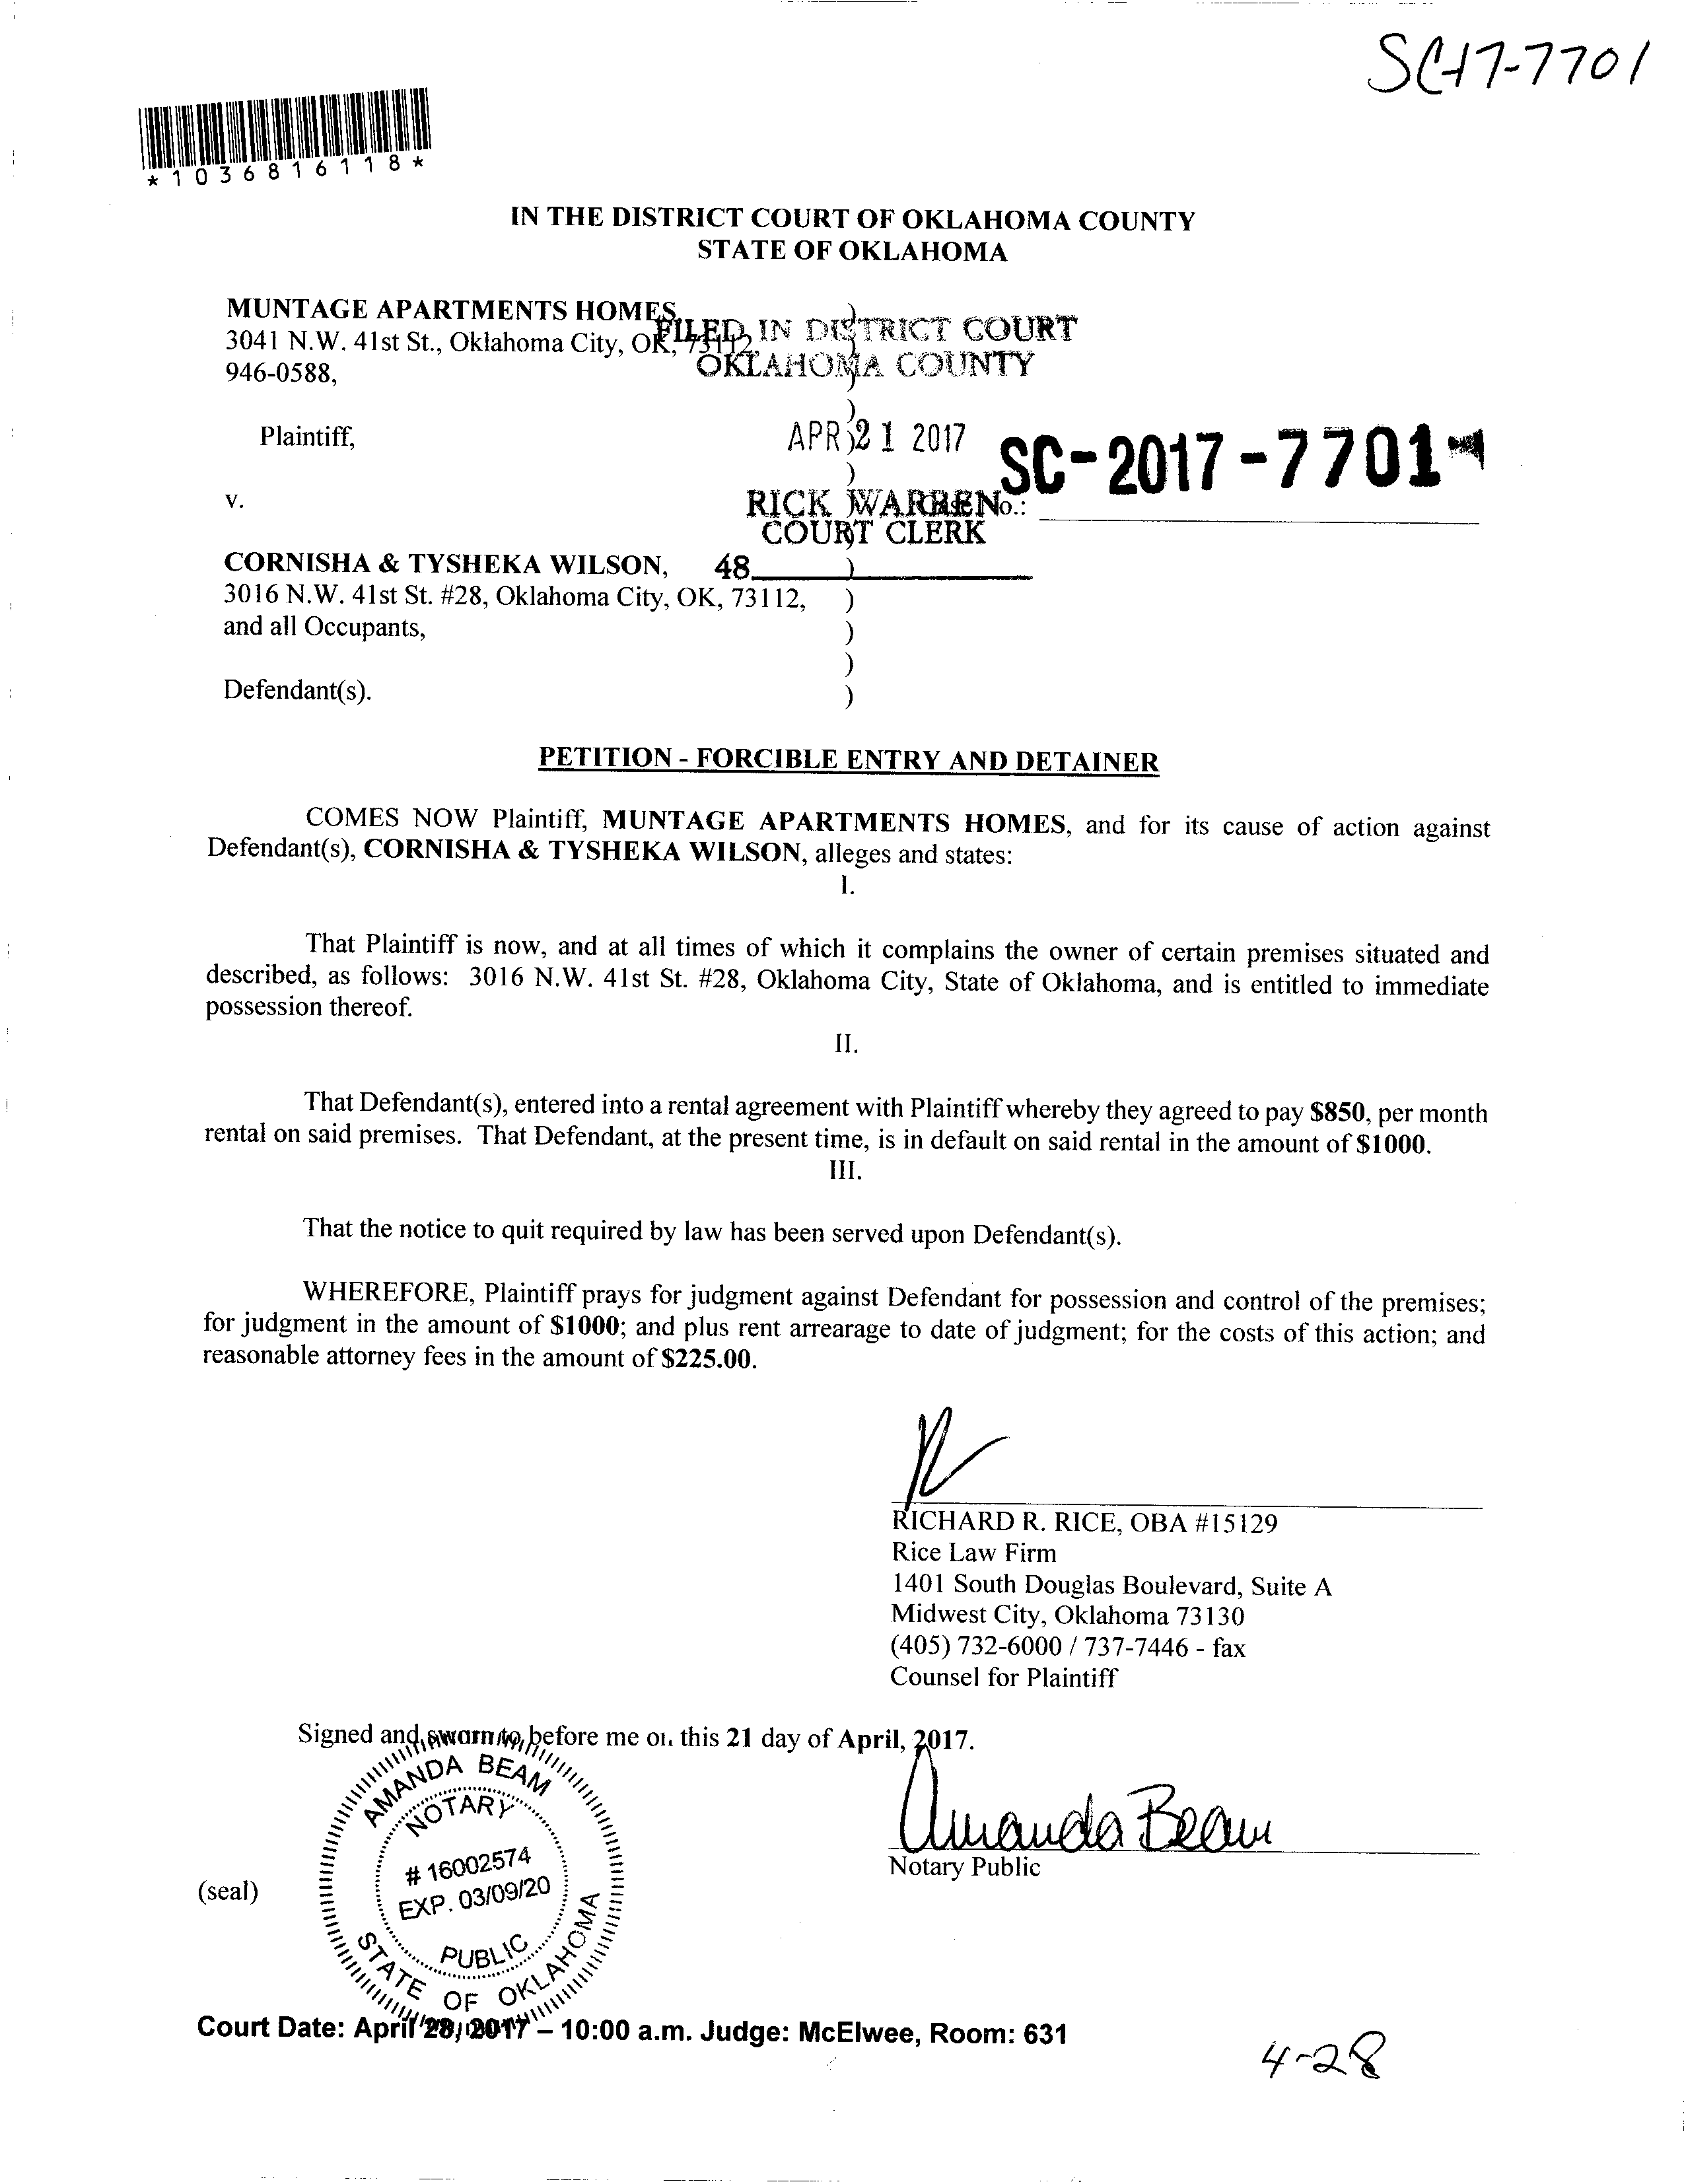 SC-17-7701
*1036816118*
IN THE DISTRICT COURT OF OKLAHOMA COUNTY
STATE OF OKLAHOMA
MUNTAGE APARTMENTS HOMES,
3041 N.W. 41st St., Oklahoma City, OK, 73112
946-0588,
FILED IN DISTRICT COURT
OKLAHOMA COUNTY
Plaintiff,
APR 21 2017
SC-2017-7701
v.
RICK WARREN
COURT CLERK
Case No.:
CORNISHA & TYSHEKA WILSON,
48
3016 N.W. 41st St. #28, Oklahoma City, OK, 73112, )
and all Occupants, )
)
Defendant(s). )
PETITION - FORCIBLE ENTRY AND DETAINER
COMES NOW Plaintiff, MUNTAGE APARTMENTS HOMES, and for its cause of action against
Defendant(s), CORNISHA & TYSHEKA WILSON, alleges and states:
I.
That Plaintiff is now, and at all times of which it complains the owner of certain premises situated and
described, as follows: 3016 N.W. 41st St. #28, Oklahoma City, State of Oklahoma, and is entitled to immediate
possession thereof.
II.
That Defendant(s), entered into a rental agreement with Plaintiff whereby they agreed to pay $850, per month
rental on said premises. That Defendant, at the present time, is in default on said rental in the amount of $1000.
III.
That the notice to quit required by law has been served upon Defendant(s).
WHEREFORE, Plaintiff prays for judgment against Defendant for possession and control of the premises;
for judgment in the amount of $1000; and plus rent arrearage to date of judgment; for the costs of this action; and
reasonable attorney fees in the amount of $225.00.
RICHARD R. RICE, OBA #15129
Rice Law Firm
1401 South Douglas Boulevard, Suite A
Midwest City, Oklahoma 73130
(405) 732-6000 / 737-7446 - fax
Counsel for Plaintiff
Signed and sworn to before me on this 21 day of April, 2017.
Amanda Beam
Notary Public
(seal)
AMANDA BEAM
NOTARY
# 16002574
EXP. 03/09/20
PUBLIC
STATE OF OKLAHOMA
Court Date: April 28, 2017 – 10:00 a.m. Judge: McElwee, Room: 631
4-28